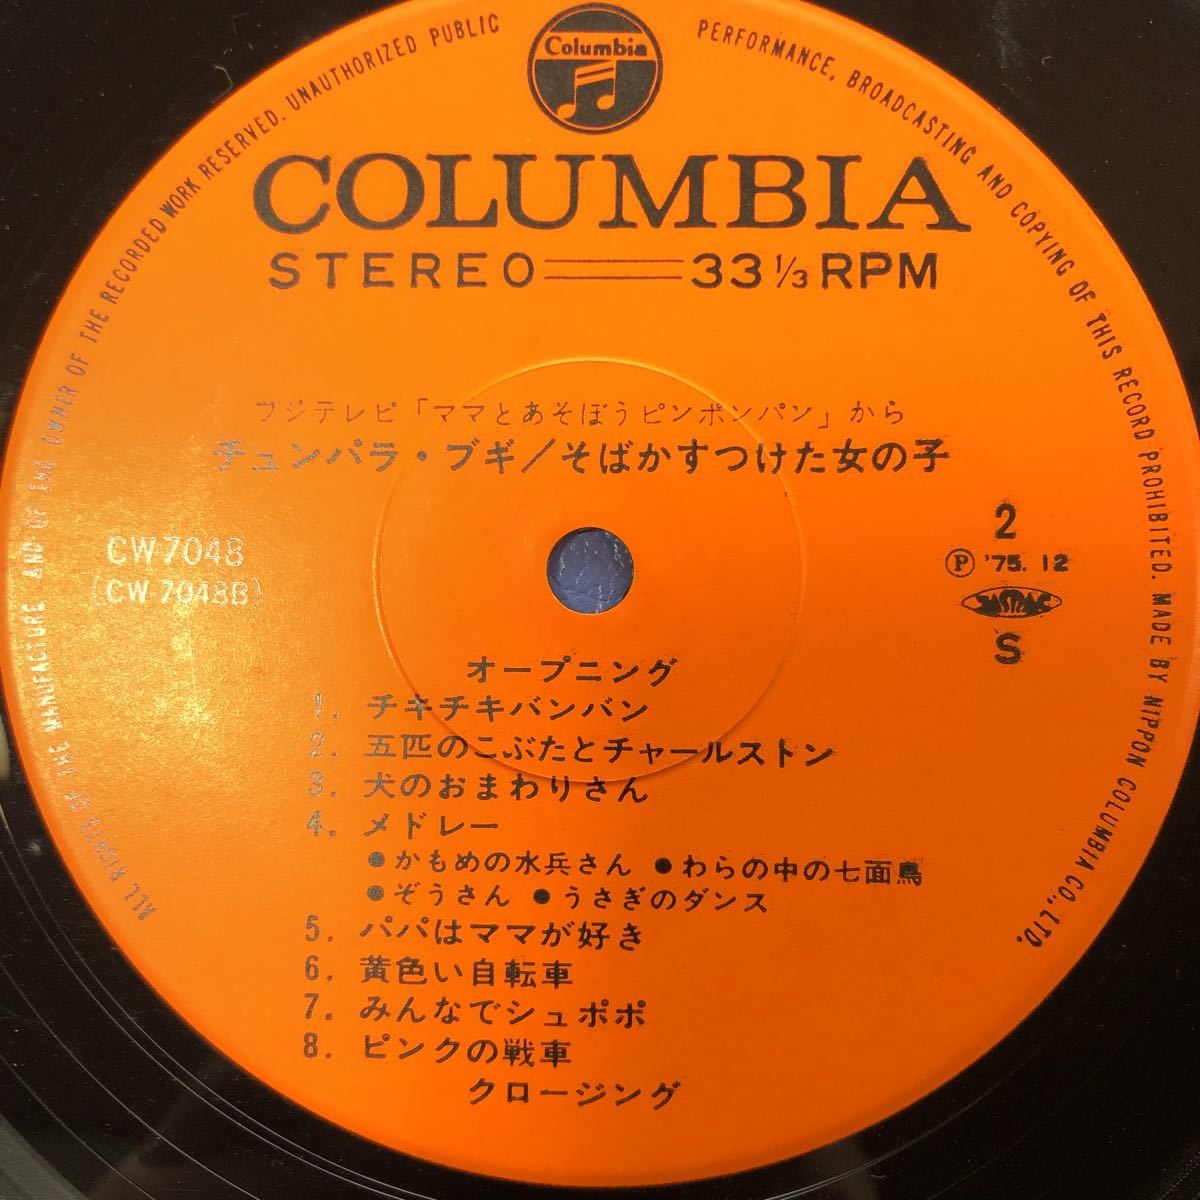 ALL RIGHTS OF THE MANUFACTURE, AND OF THE OWNER OF THE RECORDED WORK RESERVED. UNAUTHORIZED PUBLIC PERFORMANCE, BROADCASTING AND COPYING OF THIS RECORD PROHIBITED. MADE BY NIPPON COLUMBIA CO., LTD.
Columbia
COLUMBIA
STEREO 33 1/3 RPM
フジテレビ「ママとあそぼうピンポンパン」から
チュンパラ・ブギ/そばかすつけた女の子
CW 7048
(CW-7048B)
2
Ⓟ '75. 12
JASRAC
S
オープニング
1. チキチキバンバン
2. 五匹のこぶたとチャールストン
3. 犬のおまわりさん
4. メドレー
●かもめの水兵さん ●わらの中の七面鳥
●ぞうさん ●うさぎのダンス
5. パパはママが好き
6. 黄色い自転車
7. みんなでシュポポ
8. ピンクの戦車
クロージング